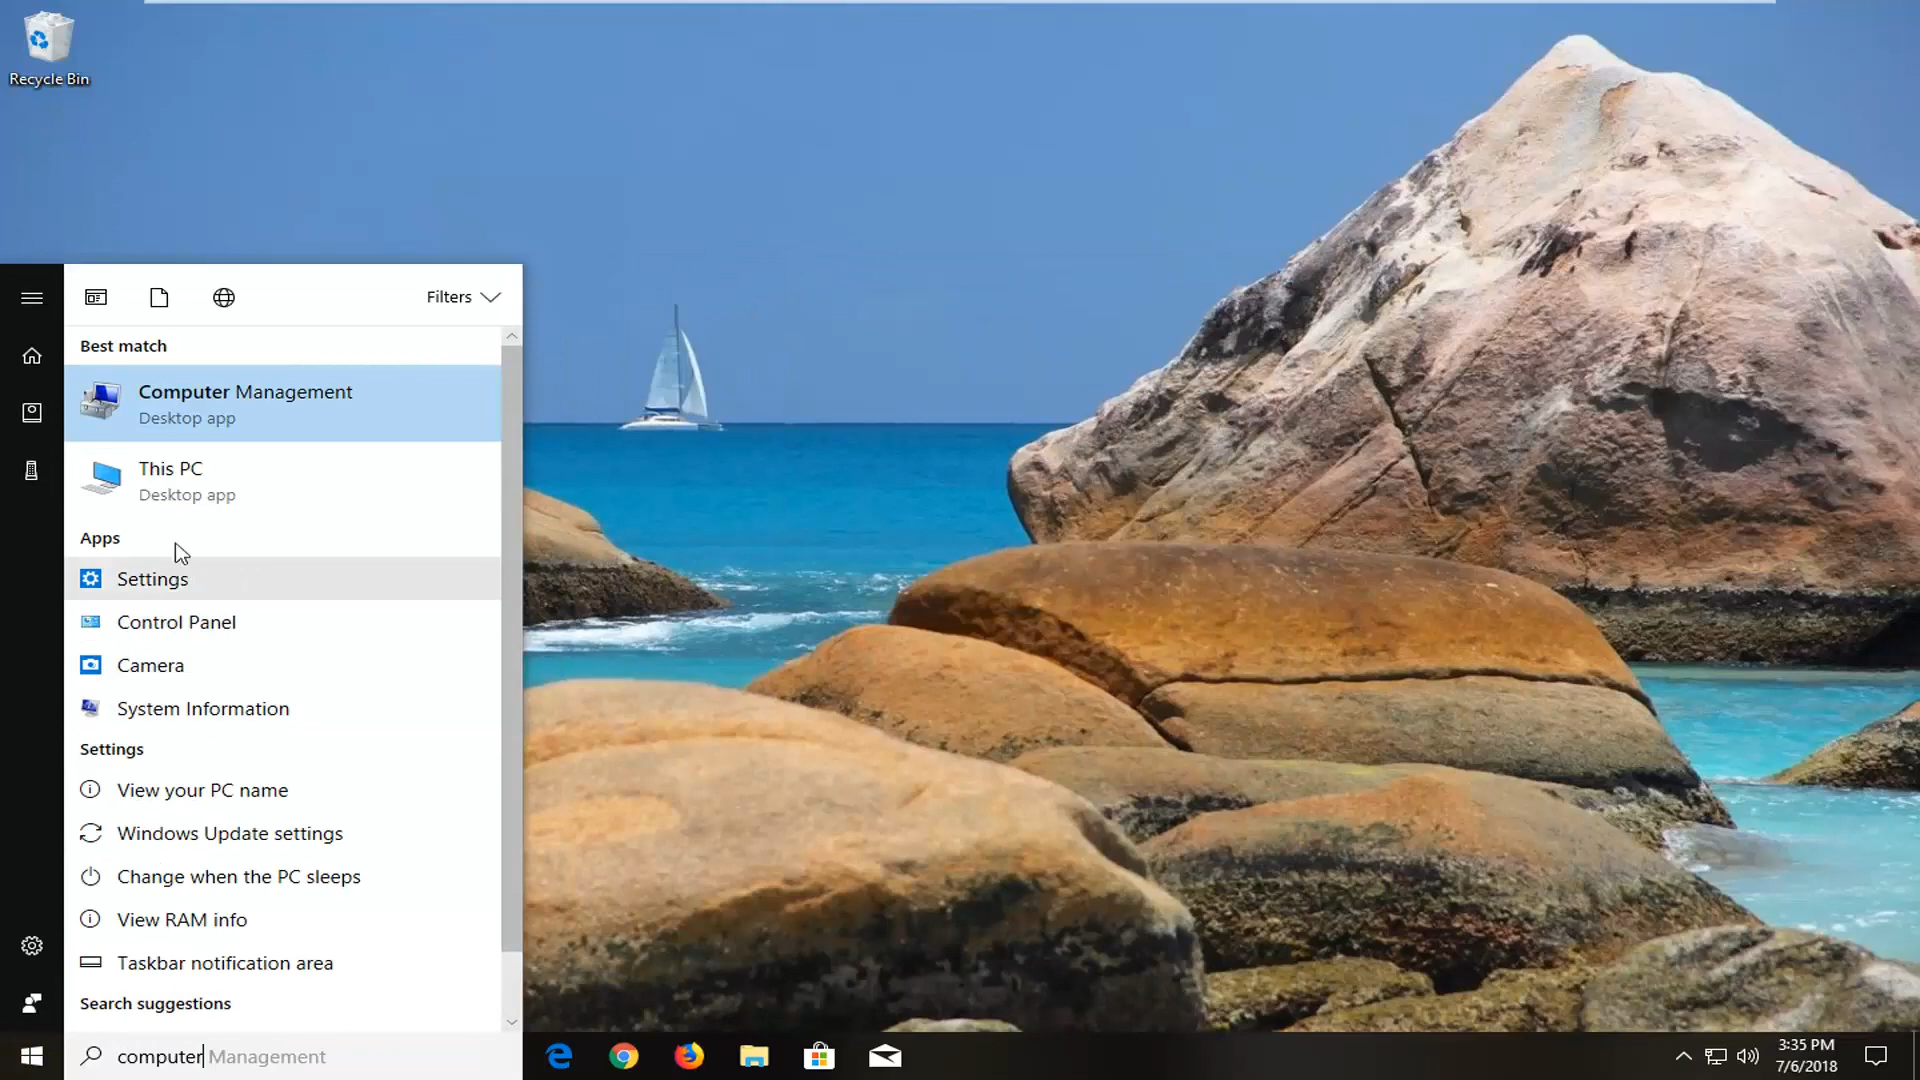 Recycle Bin
Filters
Best match
Computer Management
Desktop app
This PC
Desktop app
Apps
Settings
Control Panel
Camera
System Information
Settings
View your PC name
Windows Update settings
Change when the PC sleeps
View RAM info
Taskbar notification area
Search suggestions
computer Management
3:35 PM
7/6/2018